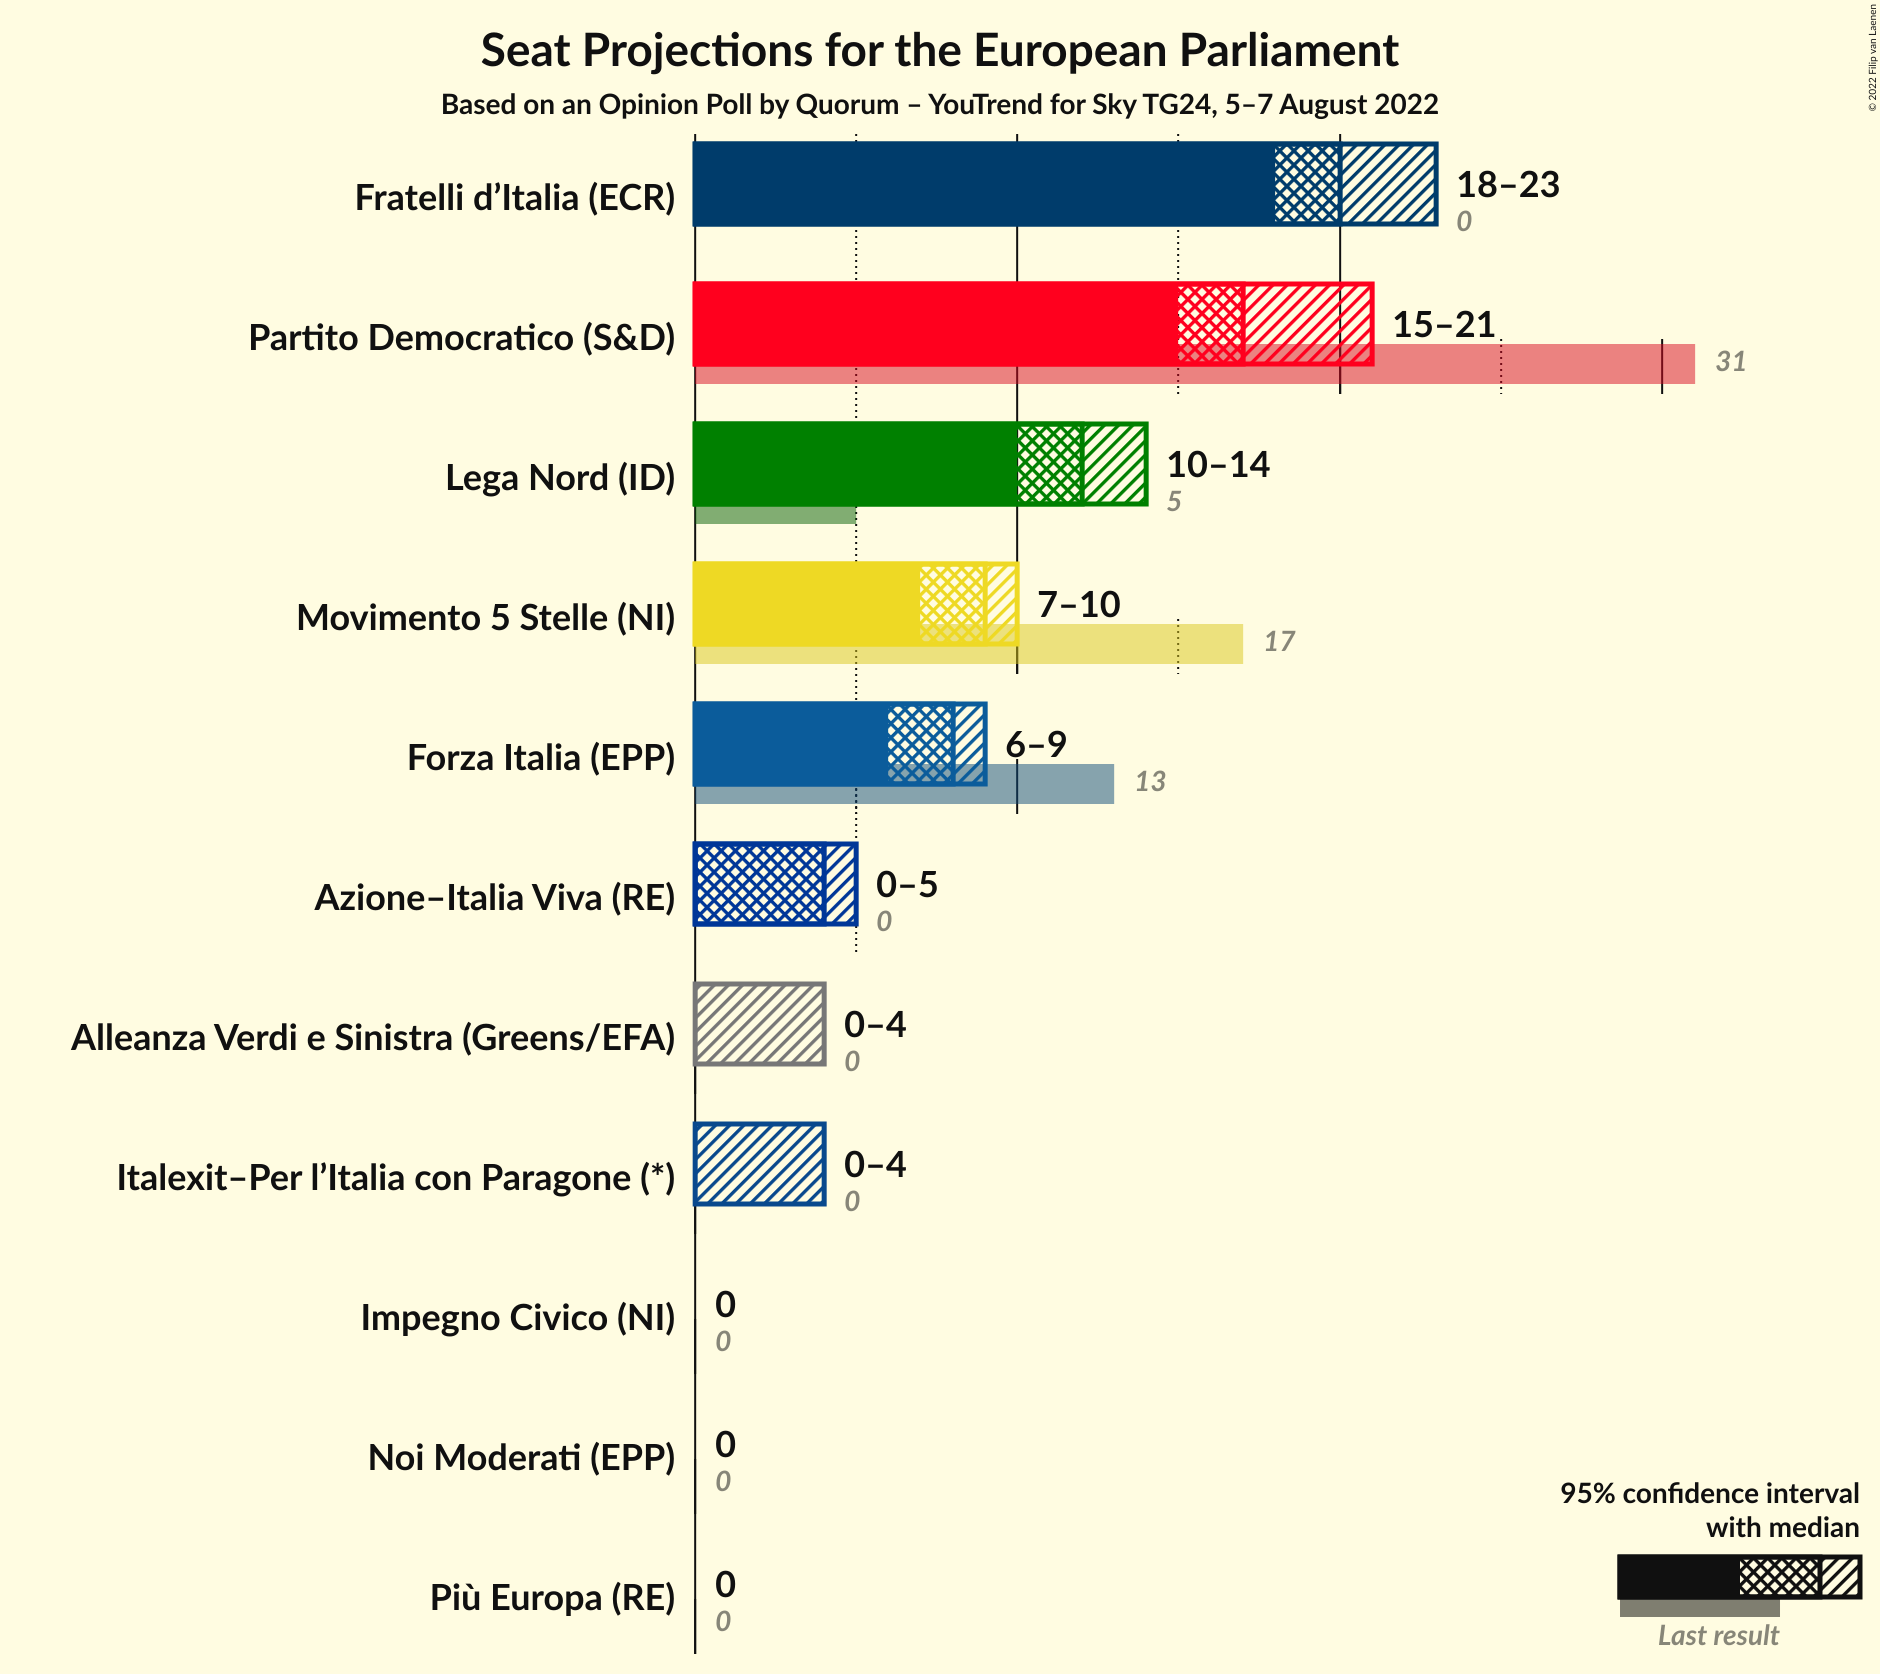 Seat Projections for the European Parliament
Based on an Opinion Poll by Quorum – YouTrend for Sky TG24, 5–7 August 2022
© 2022 Filip van Laenen
Fratelli d’Italia (ECR)
18–23
0
Partito Democratico (S&D)
15–21
31
Lega Nord (ID)
10–14
5
Movimento 5 Stelle (NI)
7–10
17
Forza Italia (EPP)
6–9
13
Azione–Italia Viva (RE)
0–5
0
Alleanza Verdi e Sinistra (Greens/EFA)
0–4
0
Italexit–Per l’Italia con Paragone (*)
0–4
0
Impegno Civico (NI)
0
0
Noi Moderati (EPP)
0
0
Più Europa (RE)
0
0
95% confidence interval
with median
Last result